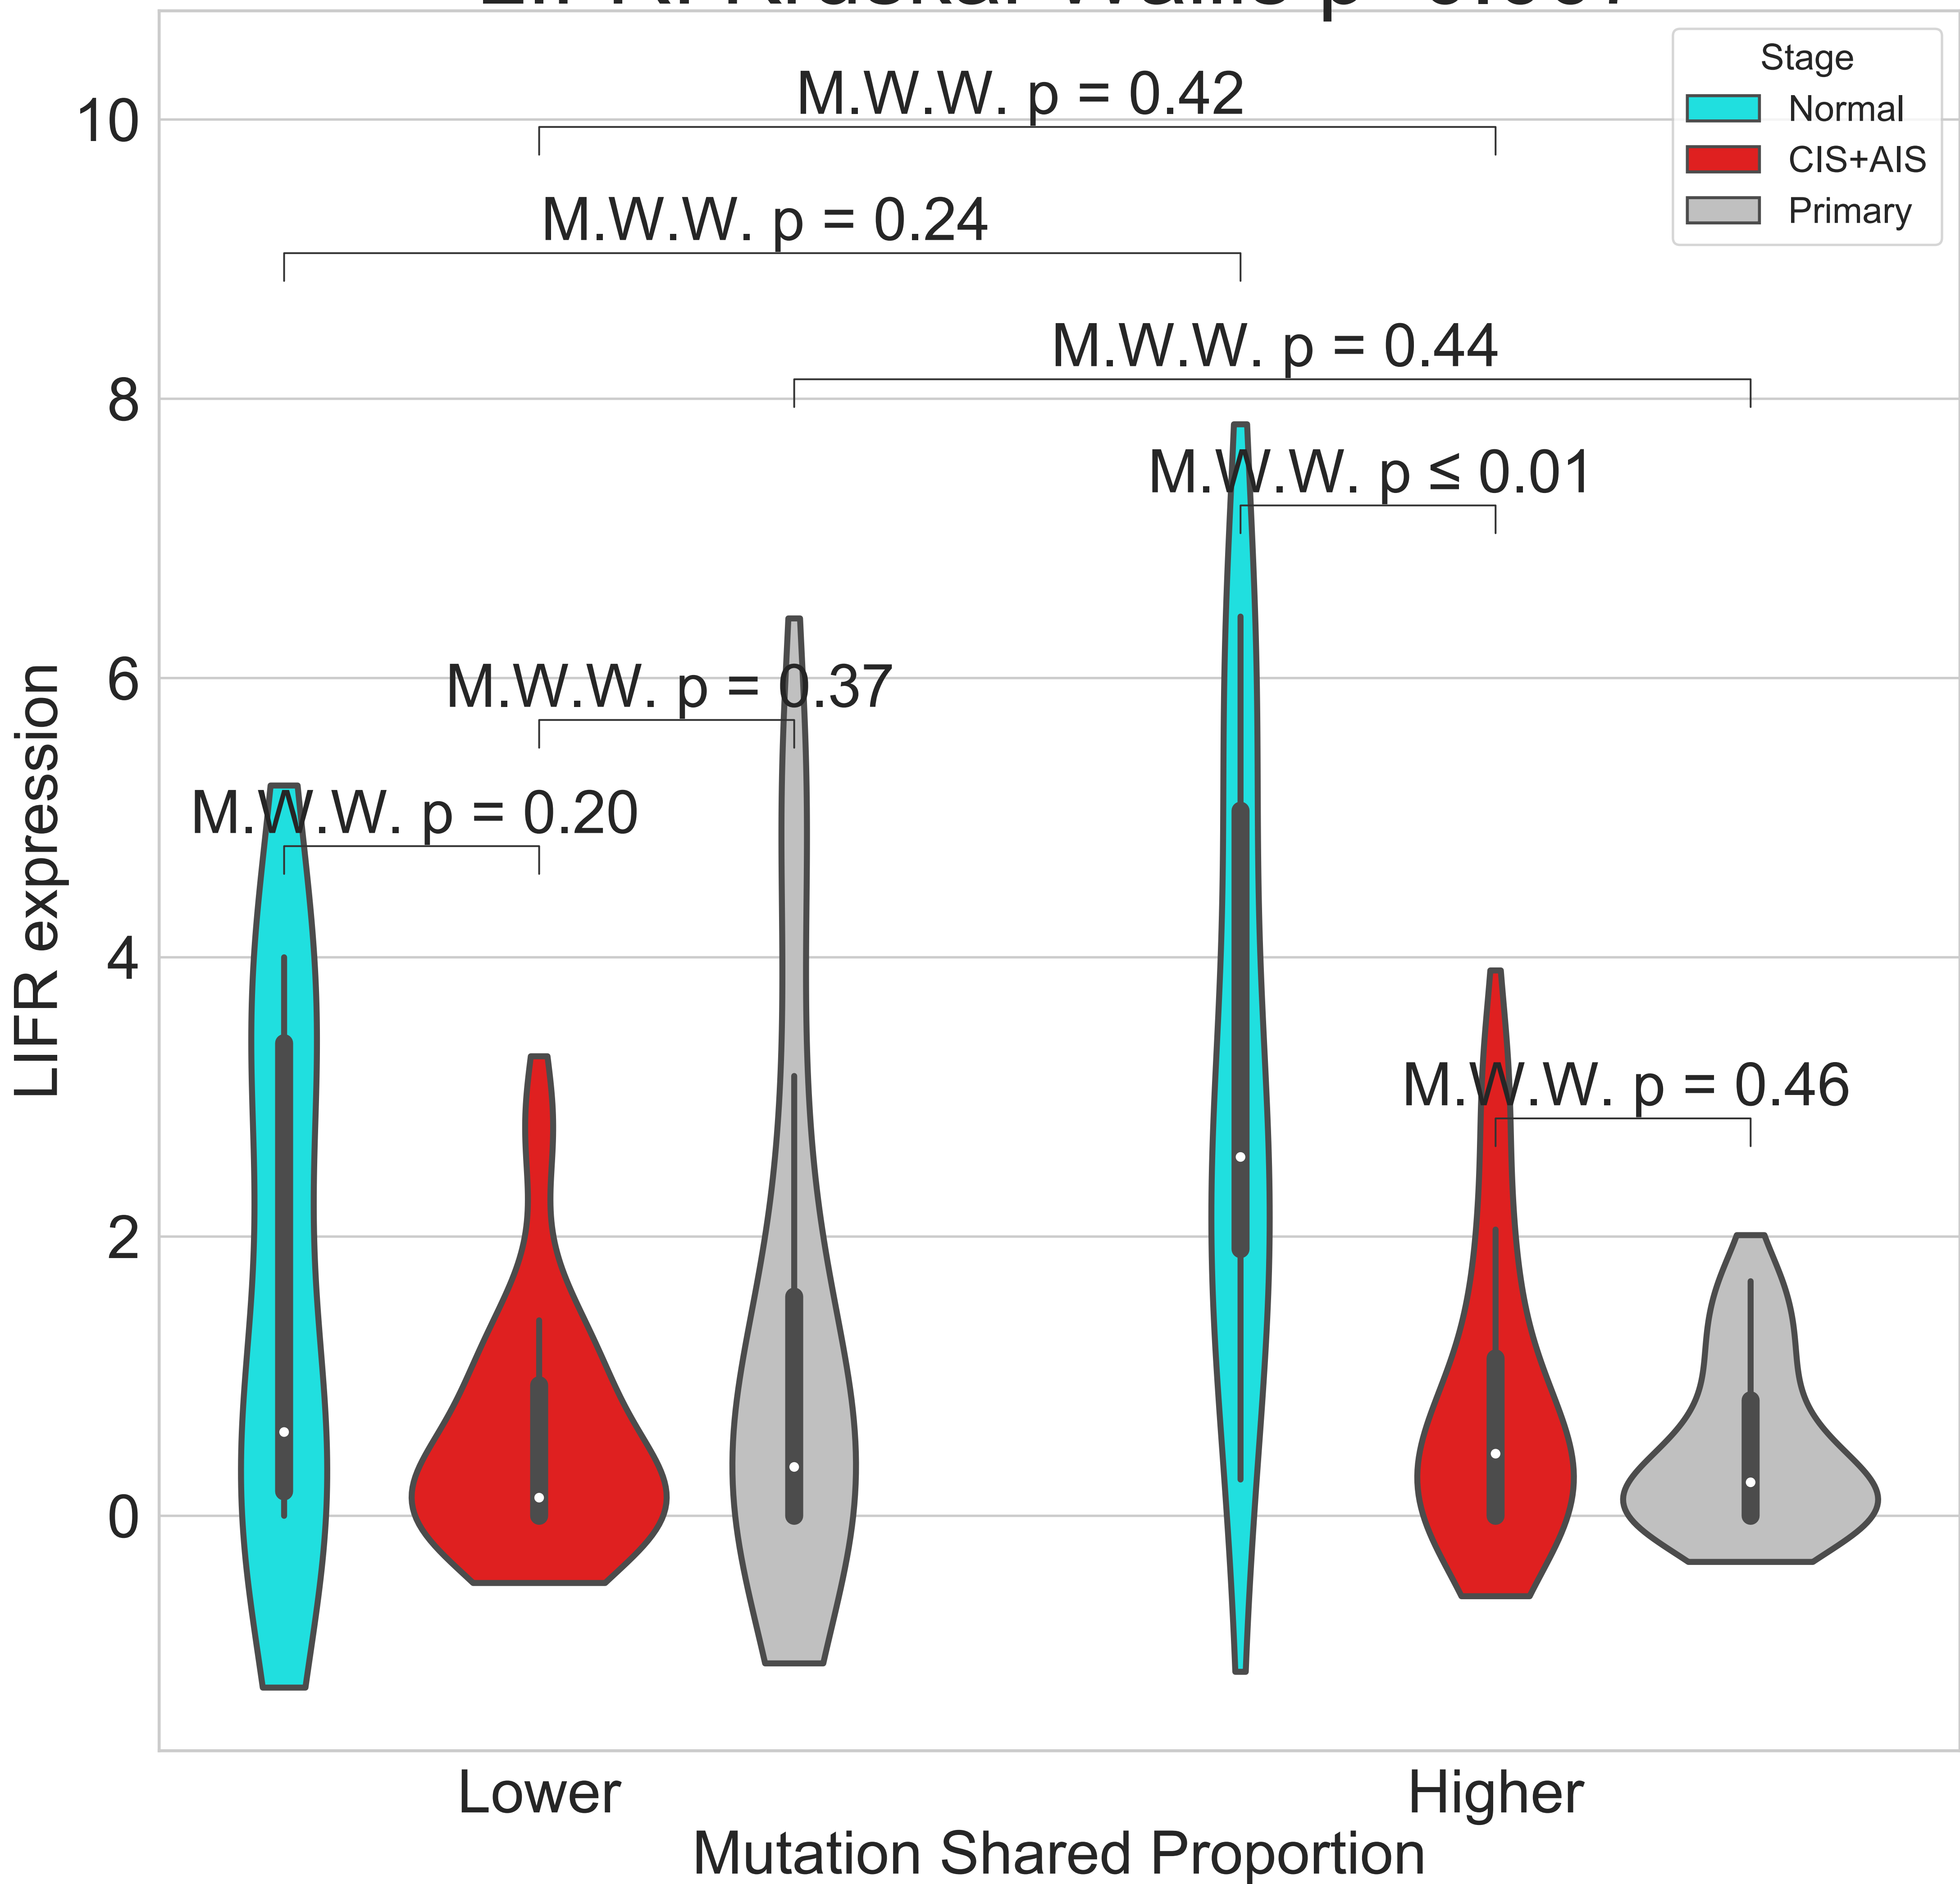 Stage
Normal
CIS+AIS
Primary
M.W.W. p = 0.42
M.W.W. p = 0.24
M.W.W. p = 0.44
M.W.W. p ≤ 0.01
M.W.W. p = 0.37
M.W.W. p = 0.20
M.W.W. p = 0.46
10
8
6
4
2
0
LIFR expression
Lower
Higher
Mutation Shared Proportion